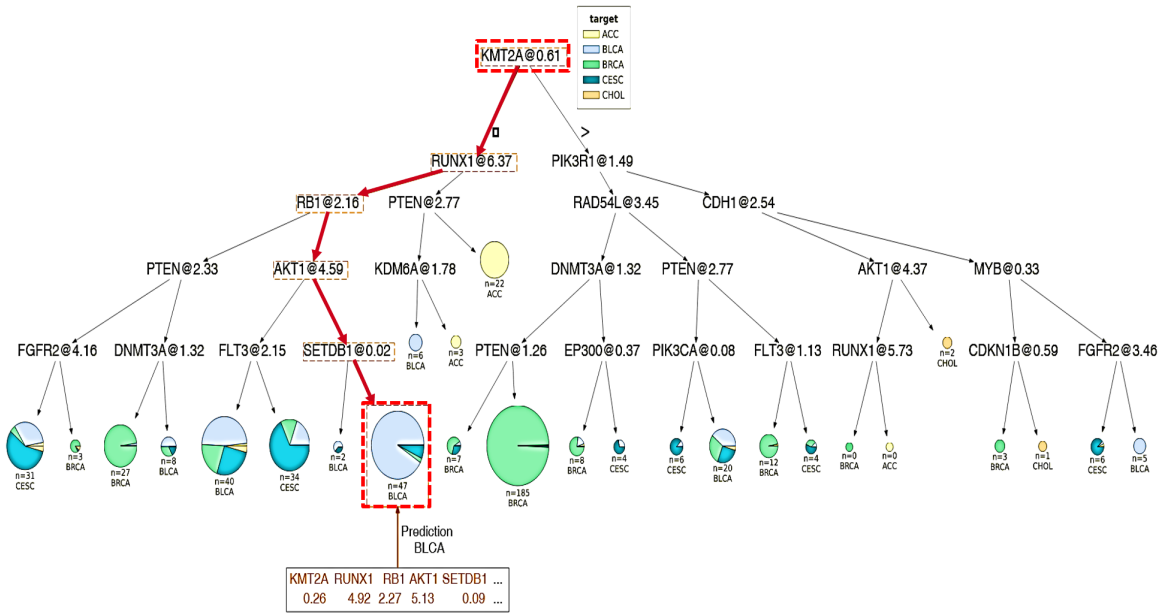 target
ACC
BLCA
BRCA
CESC
CHOL
KMT2A@0.61
>
RUNX1@6.37 PIK3R1@1.49
RB1@2.16 PTEN@2.77 RAD54L@3.45 CDH1@2.54
PTEN@2.33 AKT1@4.59 KDM6A@1.78 DNMT3A@1.32 PTEN@2.77 AKT1@4.37 MYB@0.33
n=22
ACC
FGFR2@4.16 DNMT3A@1.32 FLT3@2.15 SETDB1@0.02 PTEN@1.26 EP300@0.37 PIK3CA@0.08 FLT3@1.13 RUNX1@5.73 CDKN1B@0.59 FGFR2@3.46
n=6 n=3 n=2
BLCA ACC CHOL
n=31 n=3 n=27 n=8 n=40 n=34 n=2 n=47 n=7 n=185 n=8 n=4 n=6 n=20 n=12 n=4 n=0 n=0 n=3 n=1 n=6 n=5
CESC BRCA BRCA BLCA BLCA CESC BLCA BLCA BRCA BRCA BRCA CESC CESC BLCA BRCA CESC BRCA ACC BRCA CHOL CESC BLCA
Prediction
BLCA
KMT2A RUNX1 RB1 AKT1 SETDB1 ...
0.26 4.92 2.27 5.13 0.09 ...